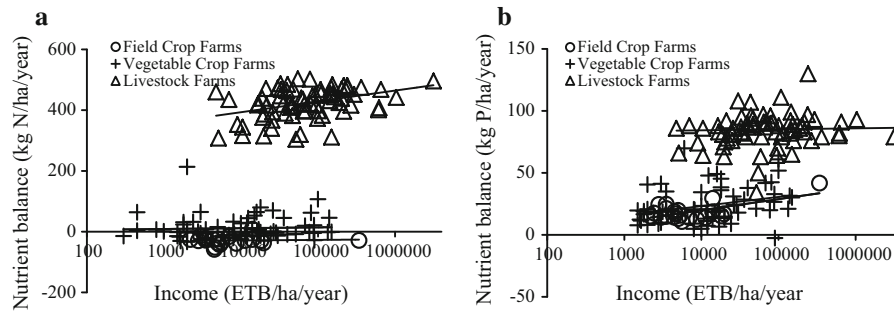 a
Nutrient balance (kg N/ha/year)
600
400
200
0
-200
Field Crop Farms
Vegetable Crop Farms
Livestock Farms
100
10000
1000000
Income (ETB/ha/year)
b
Nutrient balance (kg P/ha/year)
150
100
50
0
-50
Field Crop Farms
Vegetable Crop Farms
Livestock Farms
100
1000
10000
100000
1000000
Income (ETB/ha/year